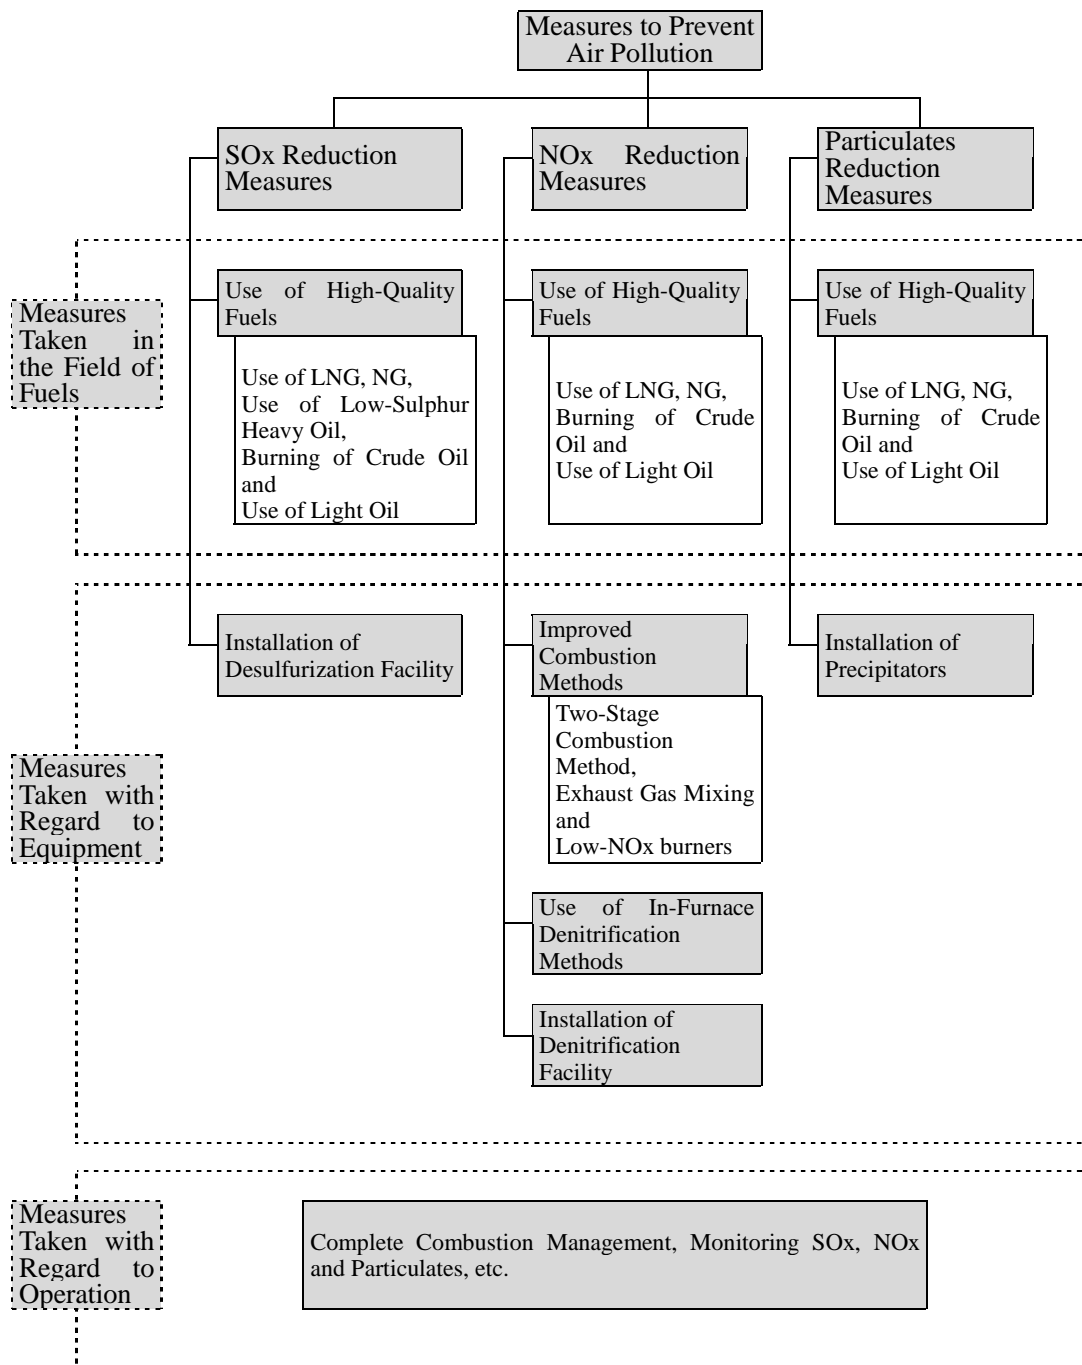 Measures to Prevent
Air Pollution
SOx Reduction
Measures
NOx Reduction
Measures
Particulates
Reduction
Measures
Measures
Taken in
the Field of
Fuels
Use of High-Quality
Fuels
Use of LNG, NG,
Use of Low-Sulphur
Heavy Oil,
Burning of Crude Oil
and
Use of Light Oil
Use of High-Quality
Fuels
Use of LNG, NG,
Burning of Crude
Oil and
Use of Light Oil
Use of High-Quality
Fuels
Use of LNG, NG,
Burning of Crude
Oil and
Use of Light Oil
Measures
Taken with
Regard to
Equipment
Installation of
Desulfurization Facility
Improved
Combustion
Methods
Two-Stage
Combustion
Method,
Exhaust Gas Mixing
and
Low-NOx burners
Use of In-Furnace
Denitrification
Methods
Installation of
Denitrification
Facility
Installation of
Precipitators
Measures
Taken with
Regard to
Operation
Complete Combustion Management, Monitoring SOx, NOx
and Particulates, etc.